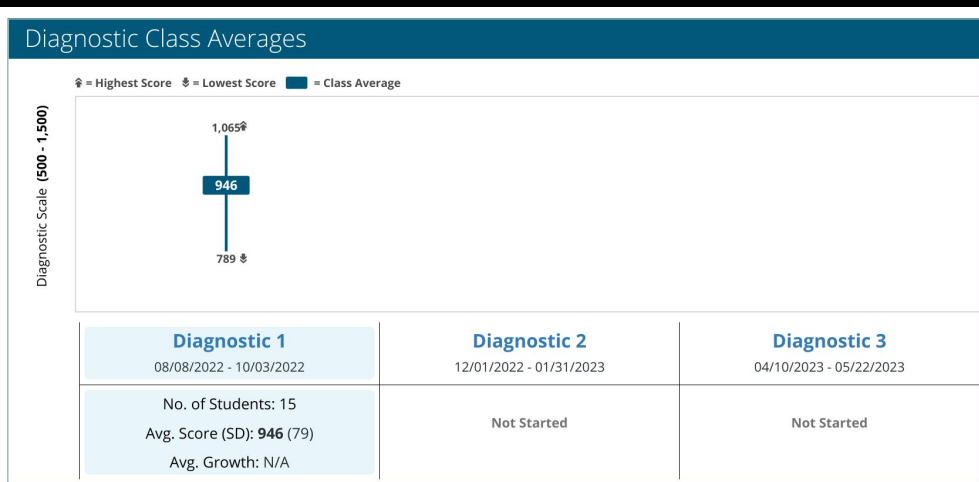 Diagnostic Class Averages
= Highest Score = Lowest Score = Class Average
Diagnostic Scale (500 - 1,500)
1,065
946
789
Diagnostic 1 Diagnostic 2 Diagnostic 3
08/08/2022 - 10/03/2022 12/01/2022 - 01/31/2023 04/10/2023 - 05/22/2023
No. of Students: 15
Avg. Score (SD): 946 (79)
Avg. Growth: N/A
Not Started
Not Started